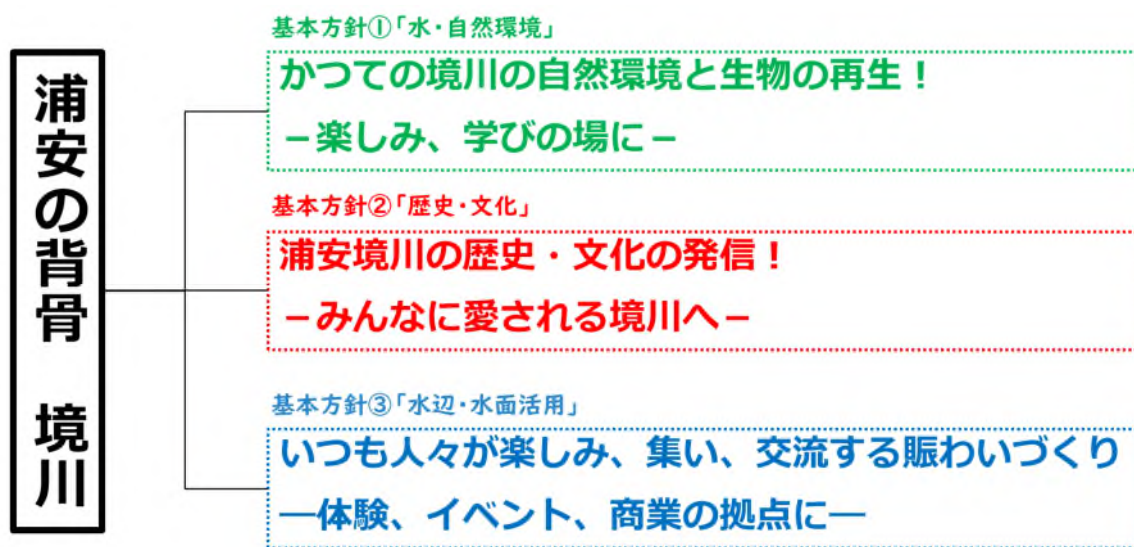 浦安の背骨　境川
基本方針①「水・自然環境」
かつての境川の自然環境と生物の再生！
－楽しみ、学びの場に－
基本方針②「歴史・文化」
浦安境川の歴史・文化の発信！
－みんなに愛される境川へ－
基本方針③「水辺・水面活用」
いつも人々が楽しみ、集い、交流する賑わいづくり
―体験、イベント、商業の拠点に―